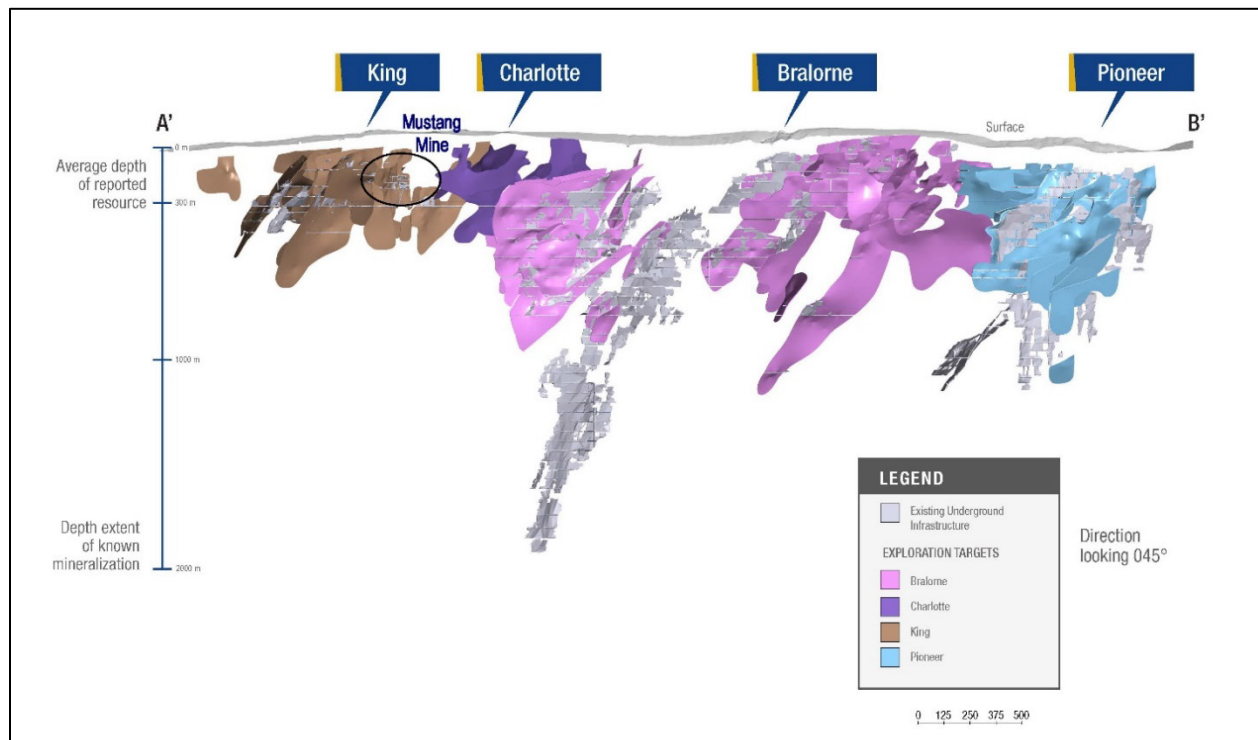 King
Charlotte
Bralorne
Pioneer
A'
Mustang
Mine
Surface
B'
0 m
Average depth
of reported
resource
300 m
1000 m
Depth extent
of known
mineralization
2000 m
LEGEND
Existing Underground
Infrastructure
EXPLORATION TARGETS
Bralorne
Charlotte
King
Pioneer
Direction
looking 045°
0 125 250 375 500